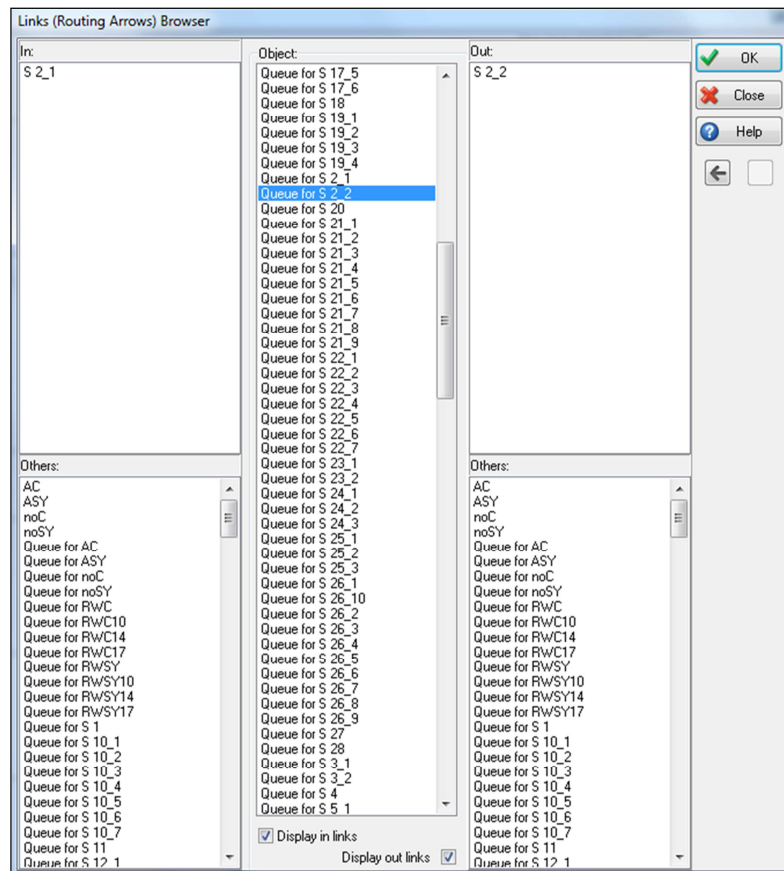 Links (Routing Arrows) Browser
In:
S 2_1
Others:
AC
ASY
noC
noSY
Queue for AC
Queue for ASY
Queue for noC
Queue for noSY
Queue for RWC
Queue for RWC10
Queue for RWC14
Queue for RWC17
Queue for RWSY
Queue for RWSY10
Queue for RWSY14
Queue for RWSY17
Queue for S 1
Queue for S 10_1
Queue for S 10_2
Queue for S 10_3
Queue for S 10_4
Queue for S 10_5
Queue for S 10_6
Queue for S 10_7
Queue for S 11
Queue for S 12_1
Object:
Queue for S 17_5
Queue for S 17_6
Queue for S 18
Queue for S 19_1
Queue for S 19_2
Queue for S 19_3
Queue for S 19_4
Queue for S 2_1
Queue for S 2_2
Queue for S 20
Queue for S 21_1
Queue for S 21_2
Queue for S 21_3
Queue for S 21_4
Queue for S 21_5
Queue for S 21_6
Queue for S 21_7
Queue for S 21_8
Queue for S 21_9
Queue for S 22_1
Queue for S 22_2
Queue for S 22_3
Queue for S 22_4
Queue for S 22_5
Queue for S 22_6
Queue for S 22_7
Queue for S 23_1
Queue for S 23_2
Queue for S 24_1
Queue for S 24_2
Queue for S 24_3
Queue for S 25_1
Queue for S 25_2
Queue for S 25_3
Queue for S 26_1
Queue for S 26_10
Queue for S 26_2
Queue for S 26_3
Queue for S 26_4
Queue for S 26_5
Queue for S 26_6
Queue for S 26_7
Queue for S 26_8
Queue for S 26_9
Queue for S 27
Queue for S 28
Queue for S 3_1
Queue for S 3_2
Queue for S 4
Queue for S 5_1
Display in links
Display out links
Out:
S 2_2
Others:
AC
ASY
noC
noSY
Queue for AC
Queue for ASY
Queue for noC
Queue for noSY
Queue for RWC
Queue for RWC10
Queue for RWC14
Queue for RWC17
Queue for RWSY
Queue for RWSY10
Queue for RWSY14
Queue for RWSY17
Queue for S 1
Queue for S 10_1
Queue for S 10_2
Queue for S 10_3
Queue for S 10_4
Queue for S 10_5
Queue for S 10_6
Queue for S 10_7
Queue for S 11
Queue for S 12_1
OK
Close
Help